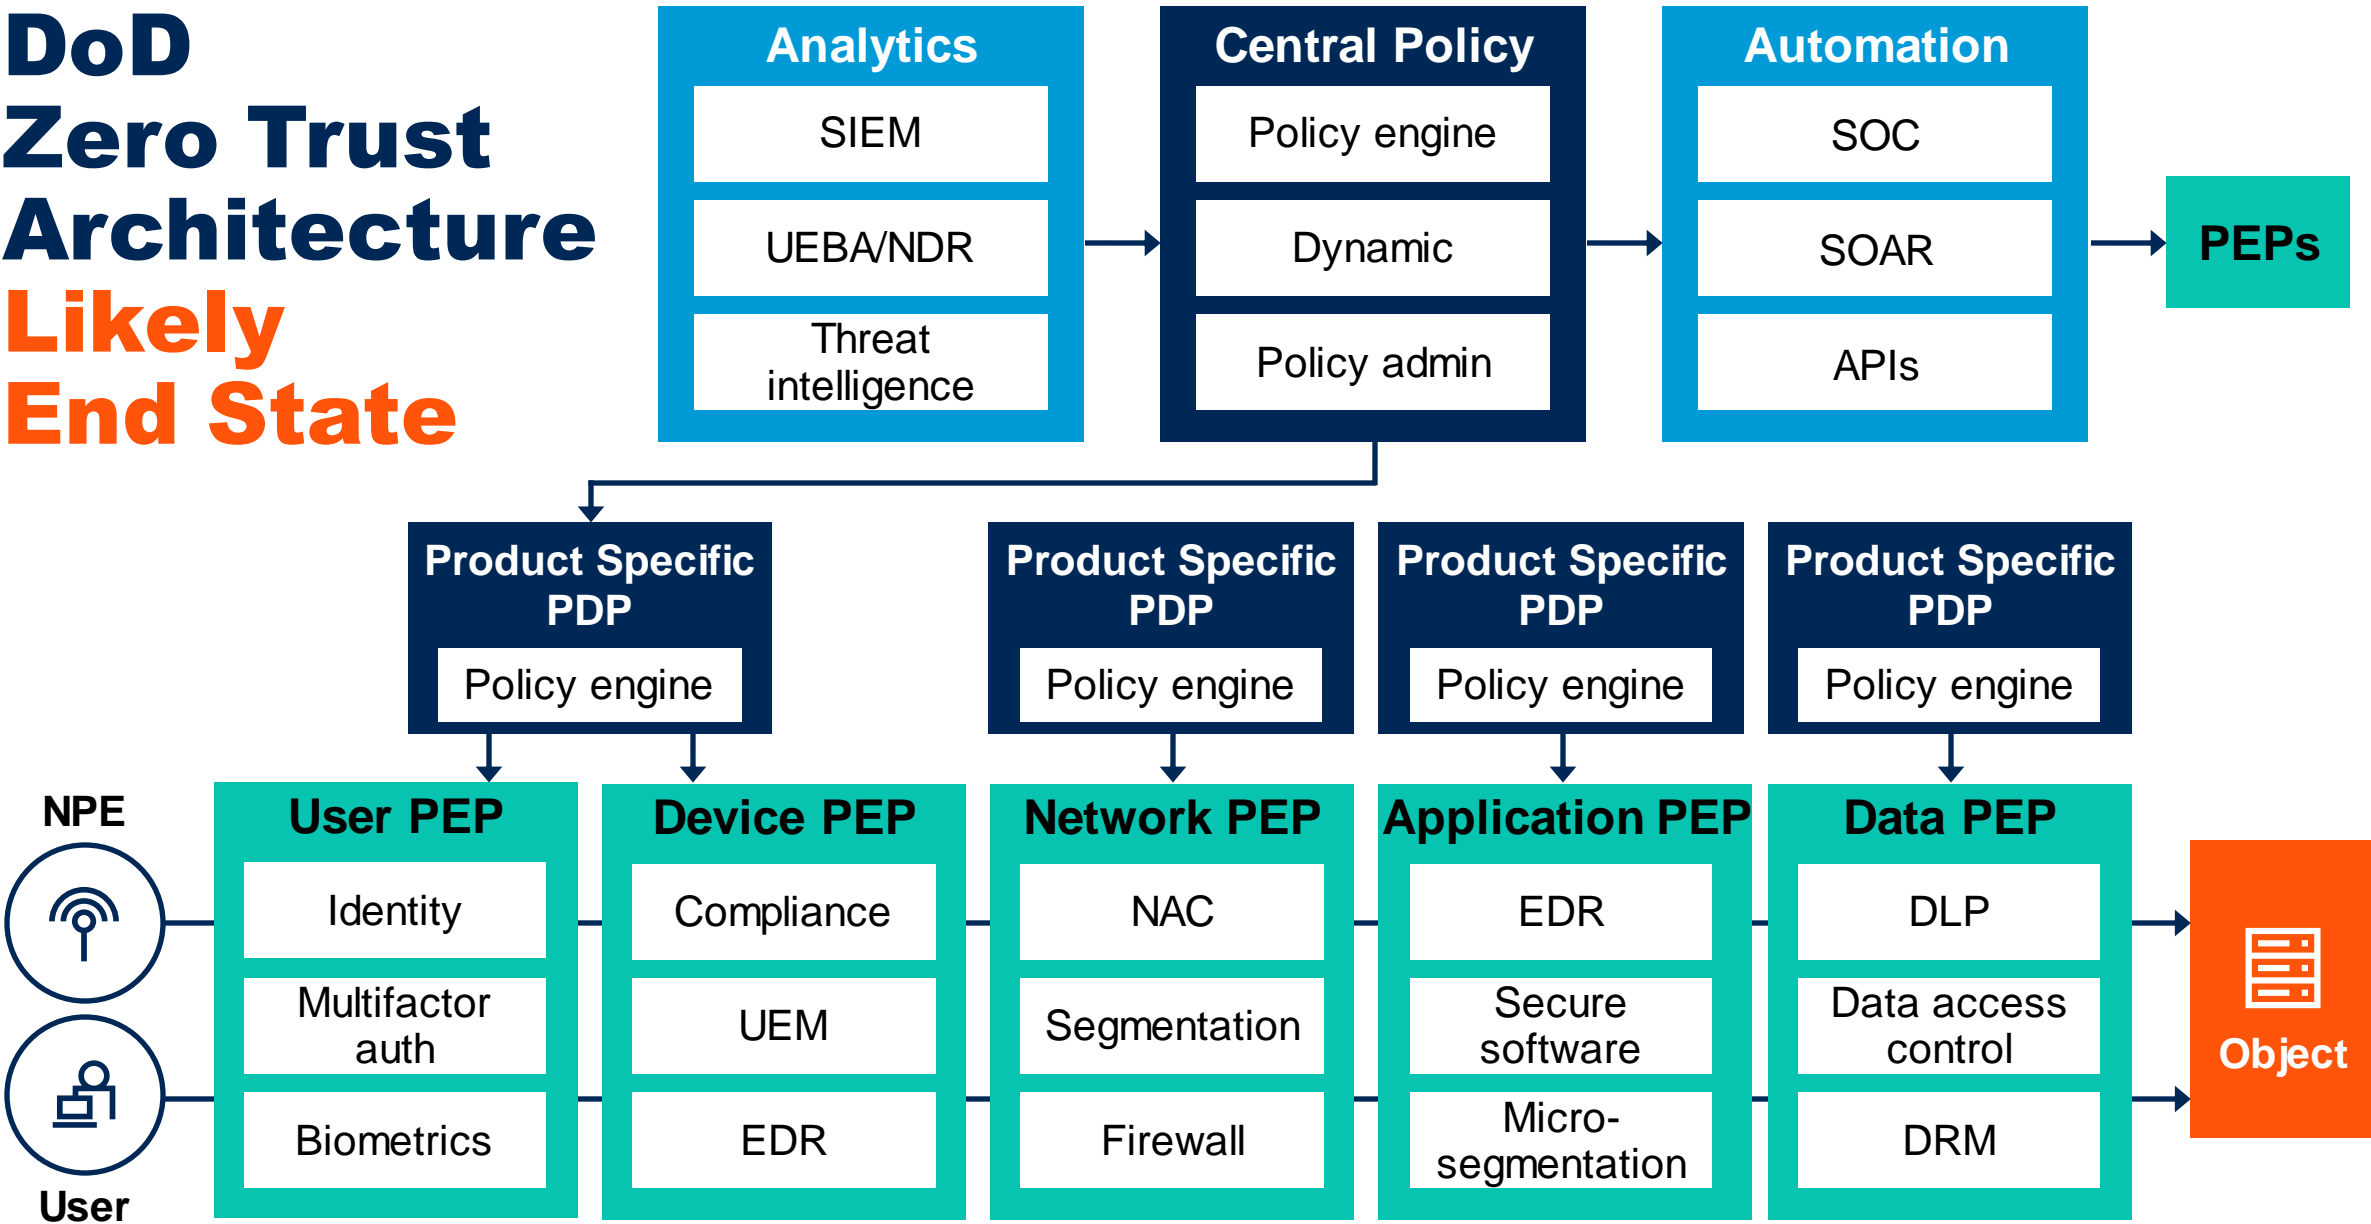 DoD
Zero Trust
Architecture
Likely
End State
Analytics
SIEM
UEBA/NDR
Threat
intelligence
Central Policy
Policy engine
Dynamic
Policy admin
Automation
SOC
SOAR
APIs
PEPs
Product Specific
PDP
Policy engine
Product Specific
PDP
Policy engine
Product Specific
PDP
Policy engine
Product Specific
PDP
Policy engine
NPE
User
User PEP
Identity
Multifactor
auth
Biometrics
Device PEP
Compliance
UEM
EDR
Network PEP
NAC
Segmentation
Firewall
Application PEP
EDR
Secure
software
Micro-
segmentation
Data PEP
DLP
Data access
control
DRM
Object